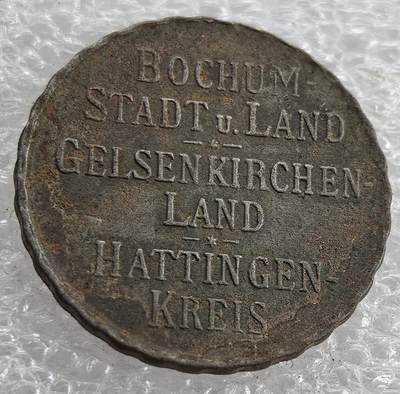 BOCHUM-
STADT u. LAND
GELSENKIRCHEN-
LAND
HATTINGEN-
KREIS